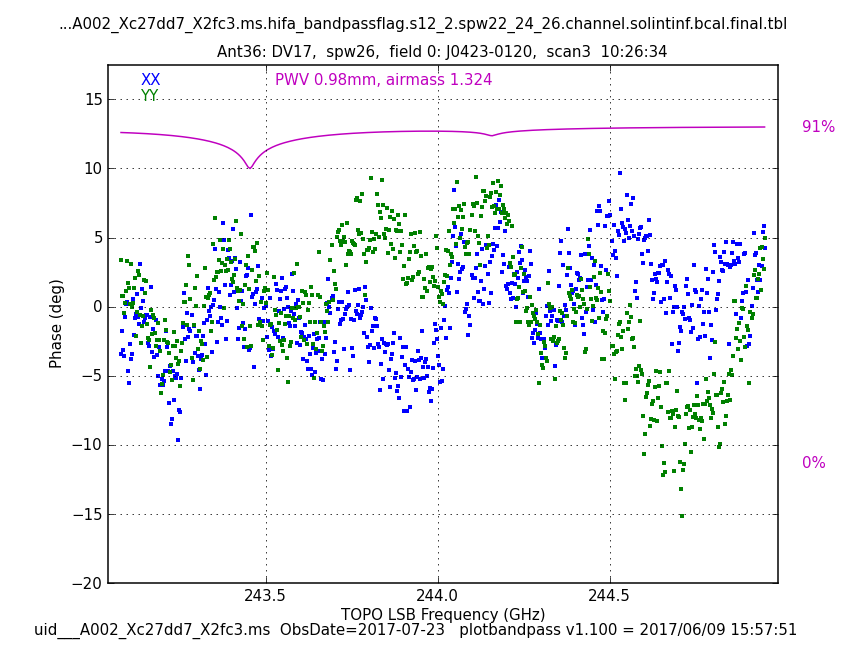 ...A002_Xc27dd7_X2fc3.ms.hifa_bandpassflag.s12_2.spw22_24_26.channel.solintinf.bcal.final.tbl
Ant36: DV17,  spw26,  field 0: J0423-0120,  scan3  10:26:34
XX
PWV 0.98mm, airmass 1.324
YY
15
91%
10
5
0
Phase (deg)
−5
−10
0%
−15
−20
243.5
244.0
244.5
TOPO LSB Frequency (GHz)
uid___A002_Xc27dd7_X2fc3.ms  ObsDate=2017-07-23   plotbandpass v1.100 = 2017/06/09 15:57:51